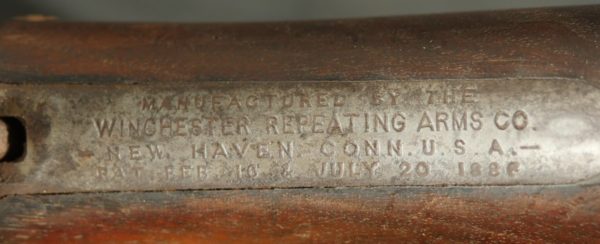 MANUFACTURED BY THE
WINCHESTER REPEATING ARMS CO.
- NEW HAVEN CONN. U.S.A. -
PAT. FEB. 16 & JULY 20 1886